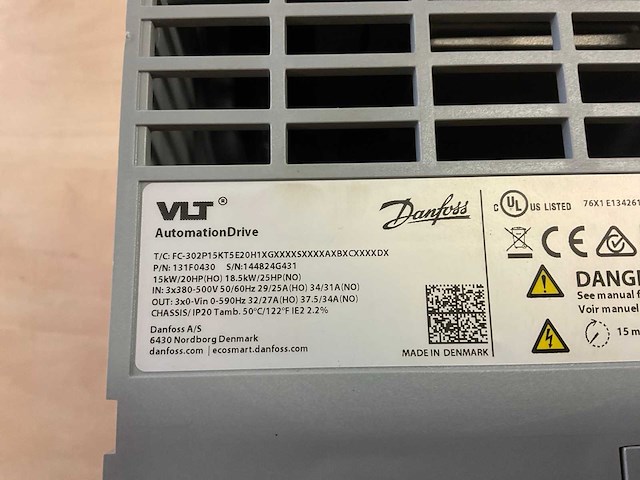 VLT®
AutomationDrive
Danfoss
T/C: FC-302P15KT5E20H1XGXXXXSXXXXAXBXCXXXXDX
P/N: 131F0430 S/N:144824G431
15kW/20HP(HO) 18.5kW/25HP(NO)
IN: 3x380-500V 50/60Hz 29/25A(HO) 34/31A(NO)
OUT: 3x0-Vin 0-590Hz 32/27A(HO) 37.5/34A(NO)
CHASSIS/ IP20 Tamb. 50°C/122°F IE2 2.2%
Danfoss A/S
6430 Nordborg Denmark
danfoss.com | ecosmart.danfoss.com
MADE IN DENMARK
C UL US LISTED 76X1 E13426
CE
DANG
See manual f
Voir manuel
15 m